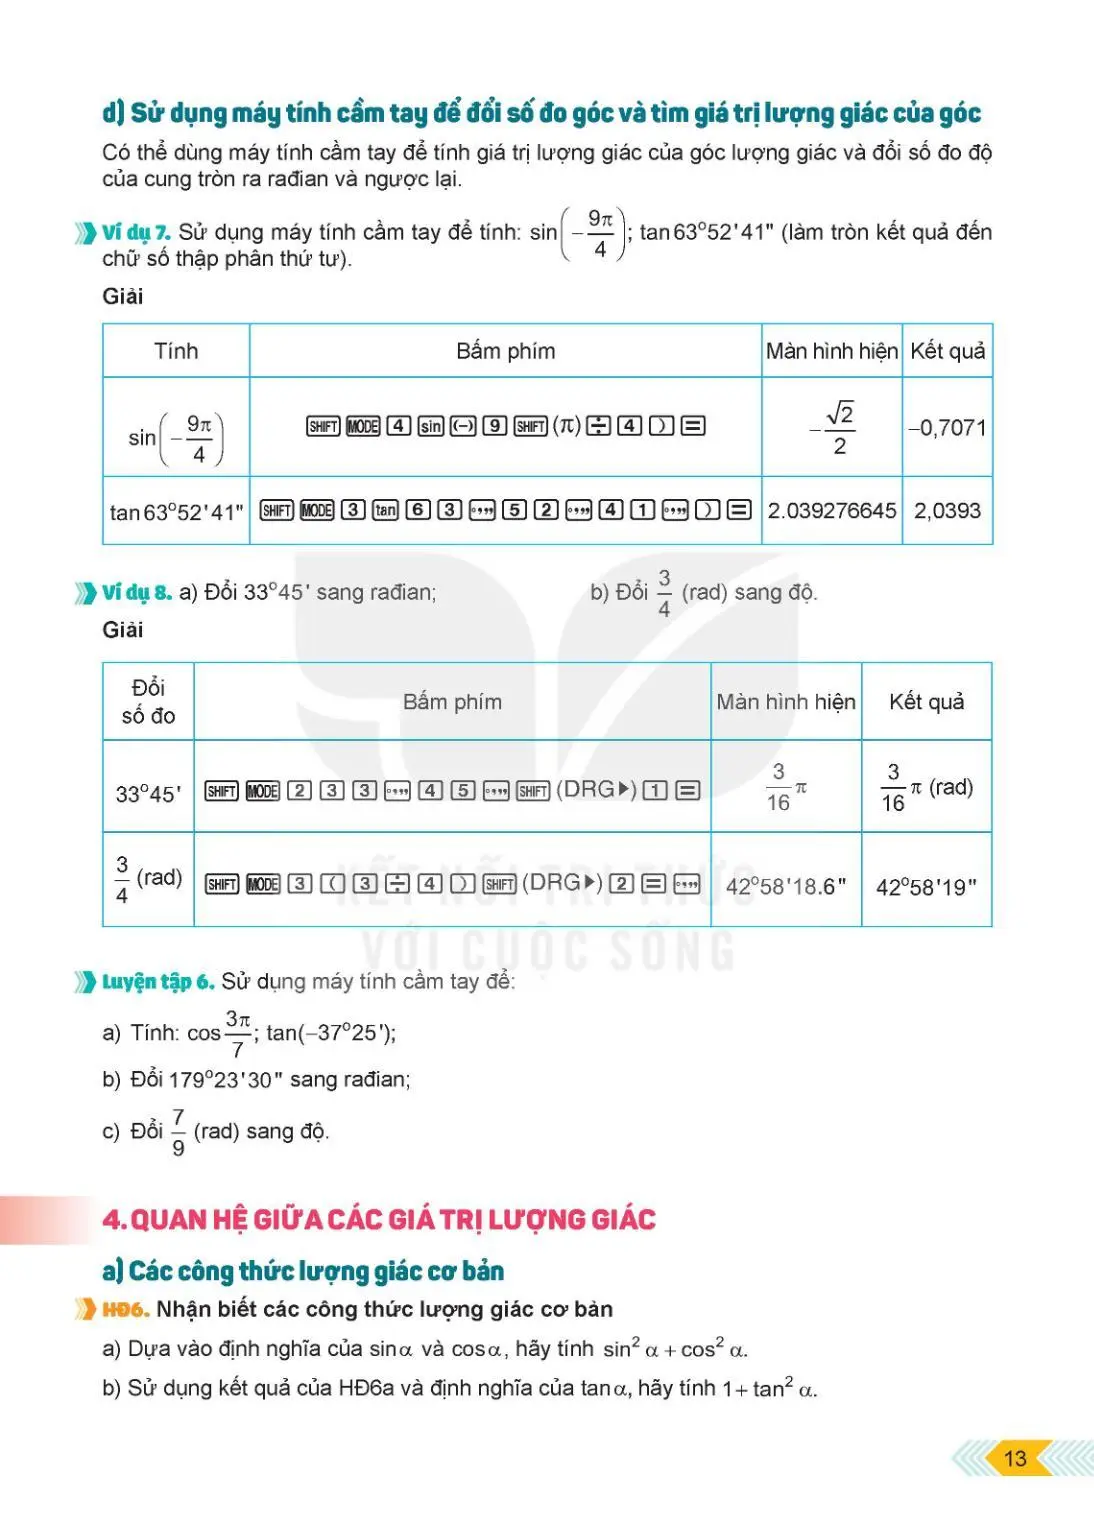 d) Sử dụng máy tính cầm tay để đổi số đo góc và tìm giá trị lượng giác của góc
Có thể dùng máy tính cầm tay để tính giá trị lượng giác của góc lượng giác và đổi số đo độ
của cung tròn ra rađian và ngược lại.
Ví dụ 7. Sử dụng máy tính cầm tay để tính: sin(−9π/4); tan63°52'41" (làm tròn kết quả đến
chữ số thập phân thứ tư).
Giải
Tính Bấm phím Màn hình hiện Kết quả
sin(−9π/4) SHIFT MODE 4 sin (−) 9 SHIFT (π) ÷ 4 ) = −√2/2 −0,7071
tan63°52'41" SHIFT MODE 3 tan 6 3 °,,, 5 2 °,,, 4 1 °,,, ) = 2.039276645 2,0393
Ví dụ 8. a) Đổi 33°45' sang rađian; b) Đổi 3/4 (rad) sang độ.
Giải
Đổi
số đo Bấm phím Màn hình hiện Kết quả
33°45' SHIFT MODE 2 3 3 °,,, 4 5 °,,, SHIFT (DRG▶) 1 = 3/16 π 3/16 π (rad)
3/4 (rad) SHIFT MODE 3 ( 3 ÷ 4 ) SHIFT (DRG▶) 2 = °,,, 42°58'18.6" 42°58'19"
KẾT NỐI TRI THỨC
VỚI CUỘC SỐNG
Luyện tập 6. Sử dụng máy tính cầm tay để:
a) Tính: cos3π/7; tan(−37°25');
b) Đổi 179°23'30" sang rađian;
c) Đổi 7/9 (rad) sang độ.
4. QUAN HỆ GIỮA CÁC GIÁ TRỊ LƯỢNG GIÁC
a) Các công thức lượng giác cơ bản
HĐ6. Nhận biết các công thức lượng giác cơ bản
a) Dựa vào định nghĩa của sinα và cosα, hãy tính sin² α + cos² α.
b) Sử dụng kết quả của HĐ6a và định nghĩa của tanα, hãy tính 1+ tan² α.
13